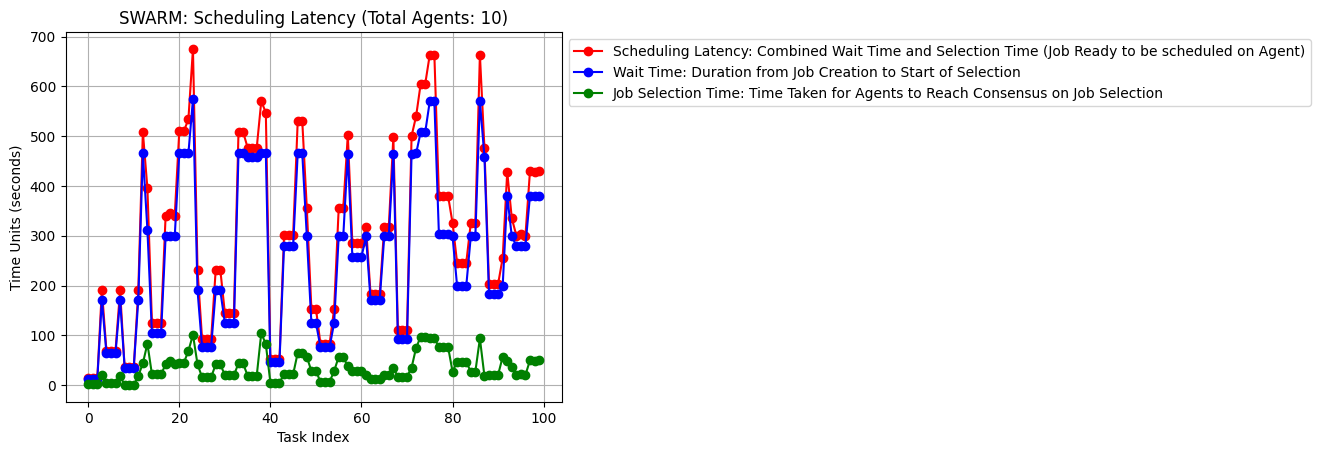 SWARM: Scheduling Latency (Total Agents: 10)
Scheduling Latency: Combined Wait Time and Selection Time (Job Ready to be scheduled on Agent)
Wait Time: Duration from Job Creation to Start of Selection
Job Selection Time: Time Taken for Agents to Reach Consensus on Job Selection
Time Units (seconds)
700
600
500
400
300
200
100
0
0 20 40 60 80 100
Task Index